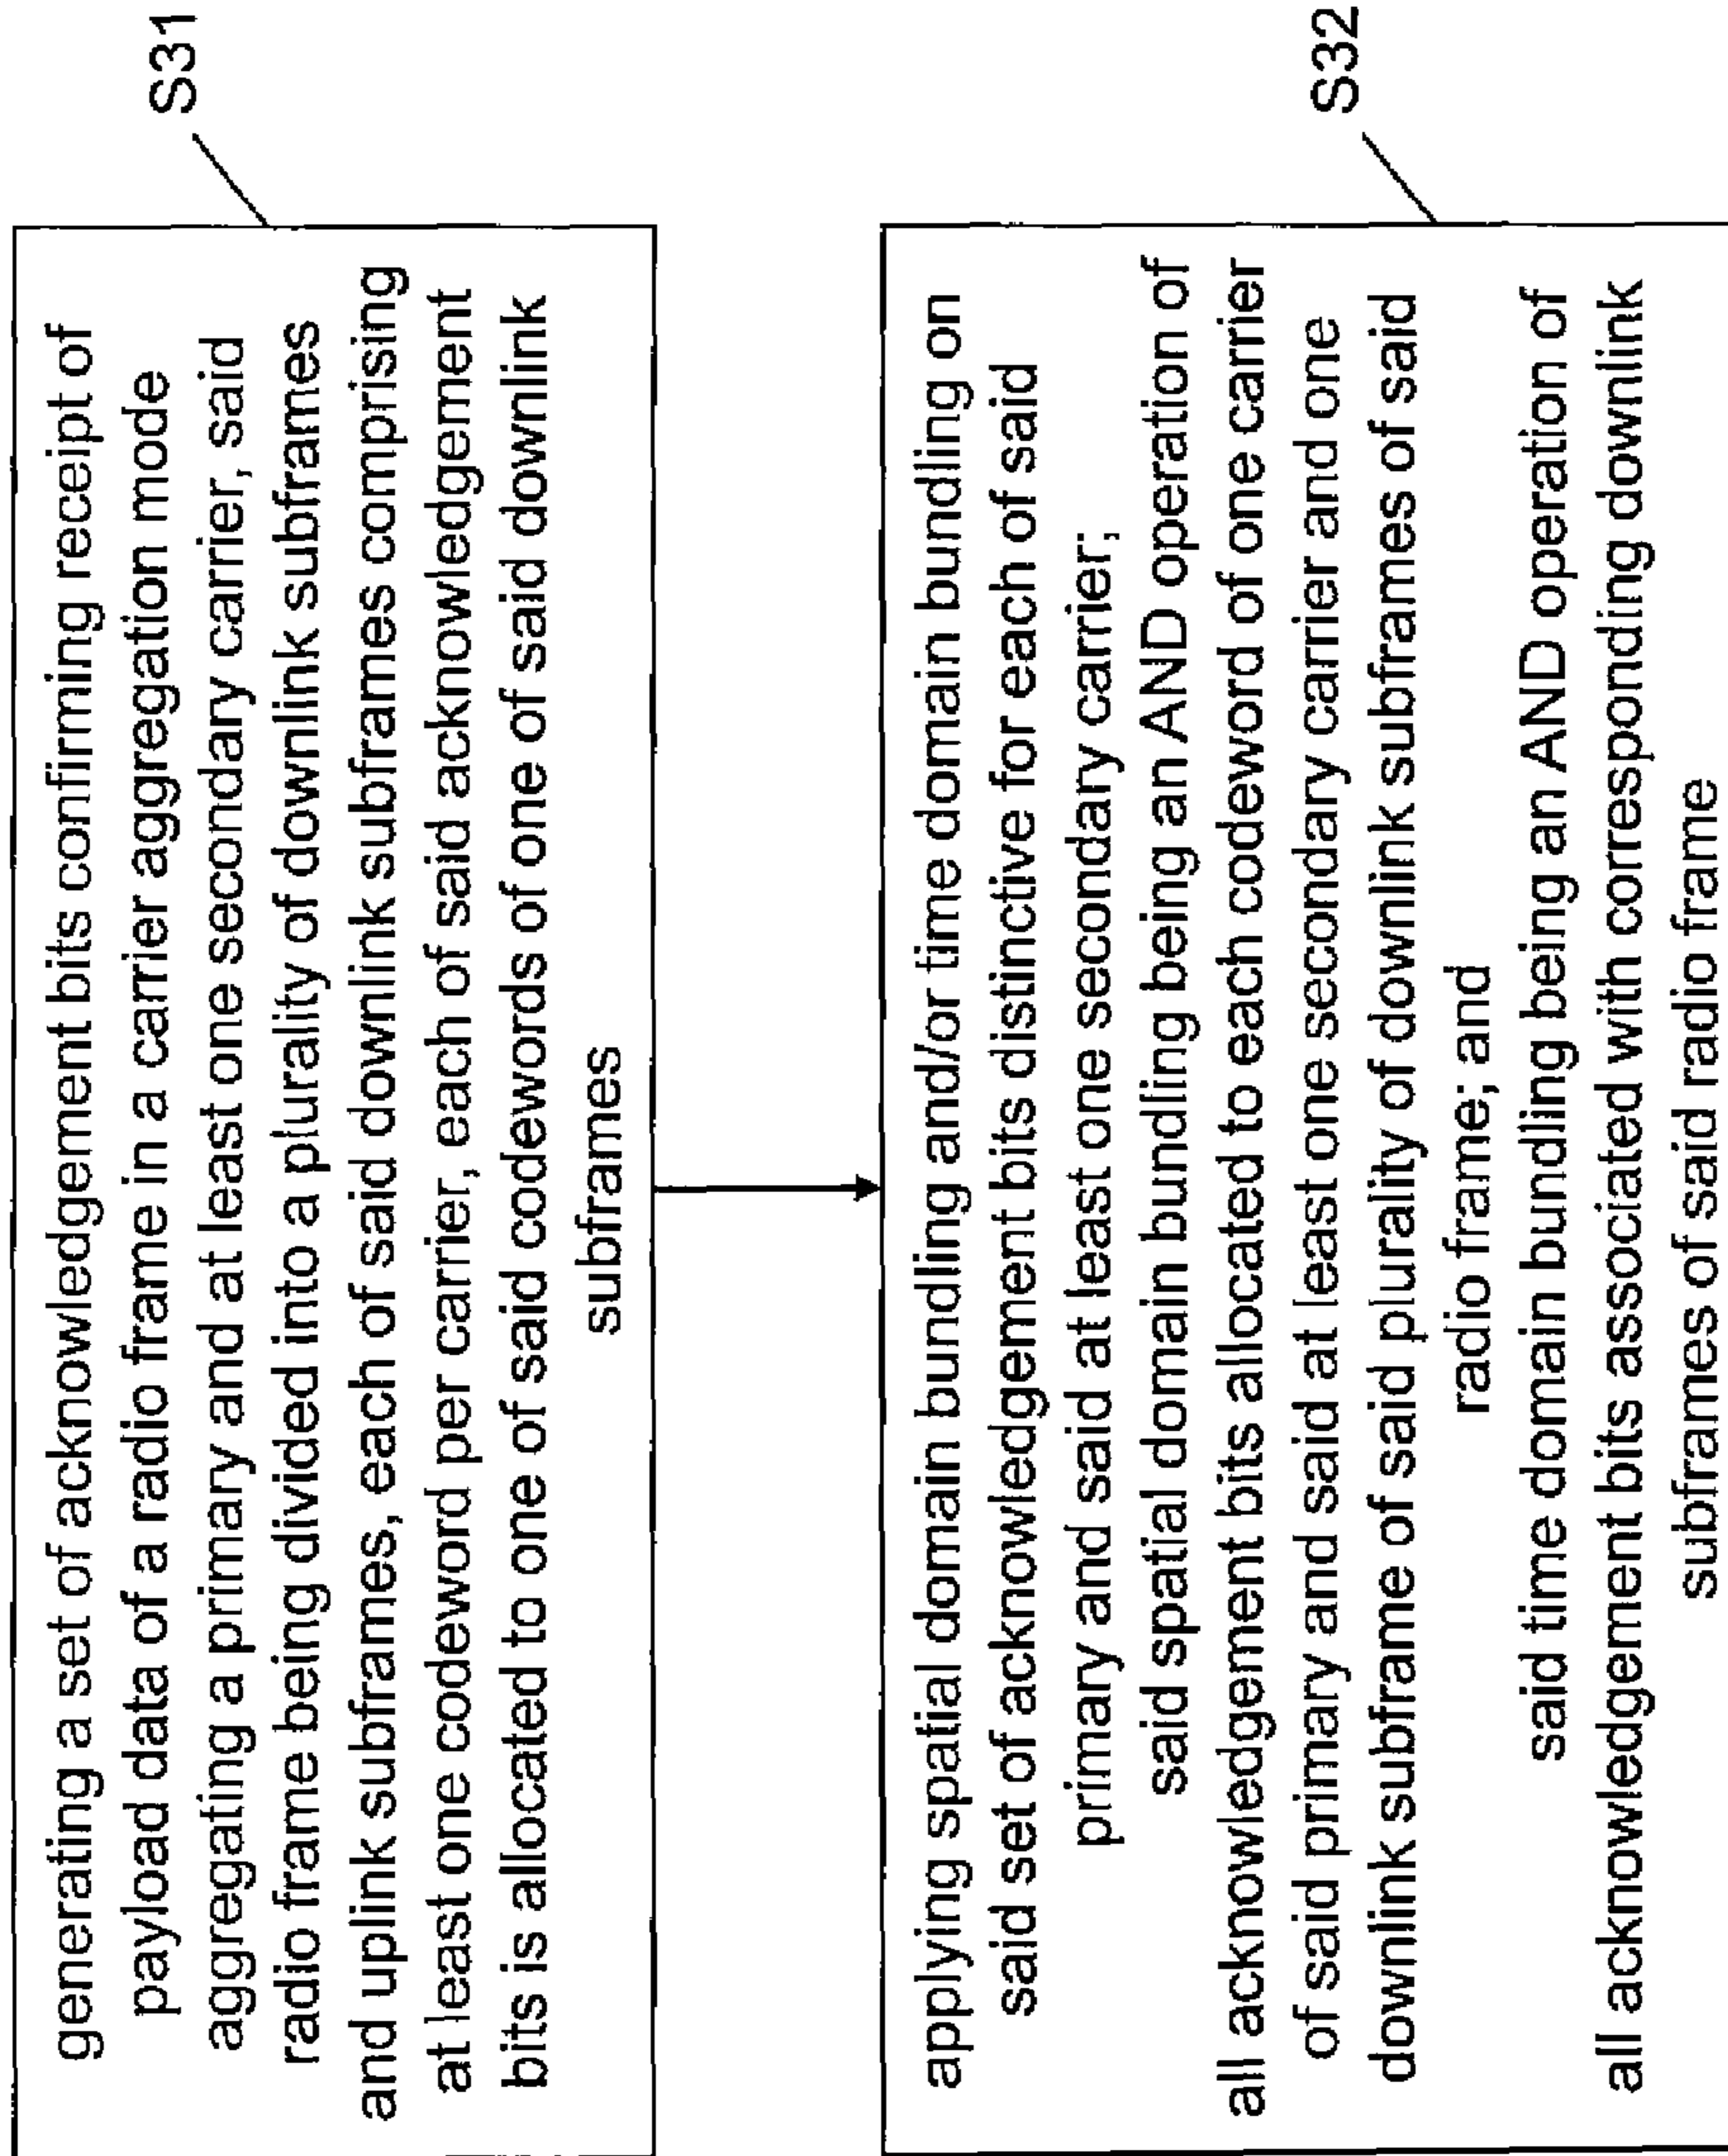 generating a set of acknowledgement bits confirming receipt of
payload data of a radio frame in a carrier aggregation mode
aggregating a primary and at least one secondary carrier, said
radio frame being divided into a plurality of downlink subframes
and uplink subframes, each of said downlink subframes comprising
at least one codeword per carrier, each of said acknowledgement
bits is allocated to one of said codewords of one of said downlink
subframes
S31
applying spatial domain bundling and/or time domain bundling on
said set of acknowledgement bits distinctive for each of said
primary and said at least one secondary carrier;
said spatial domain bundling being an AND operation of
all acknowledgement bits allocated to each codeword of one carrier
of said primary and said at least one secondary carrier and one
downlink subframe of said plurality of downlink subframes of said
radio frame; and
said time domain bundling being an AND operation of
all acknowledgement bits associated with corresponding downlink
subframes of said radio frame
S32